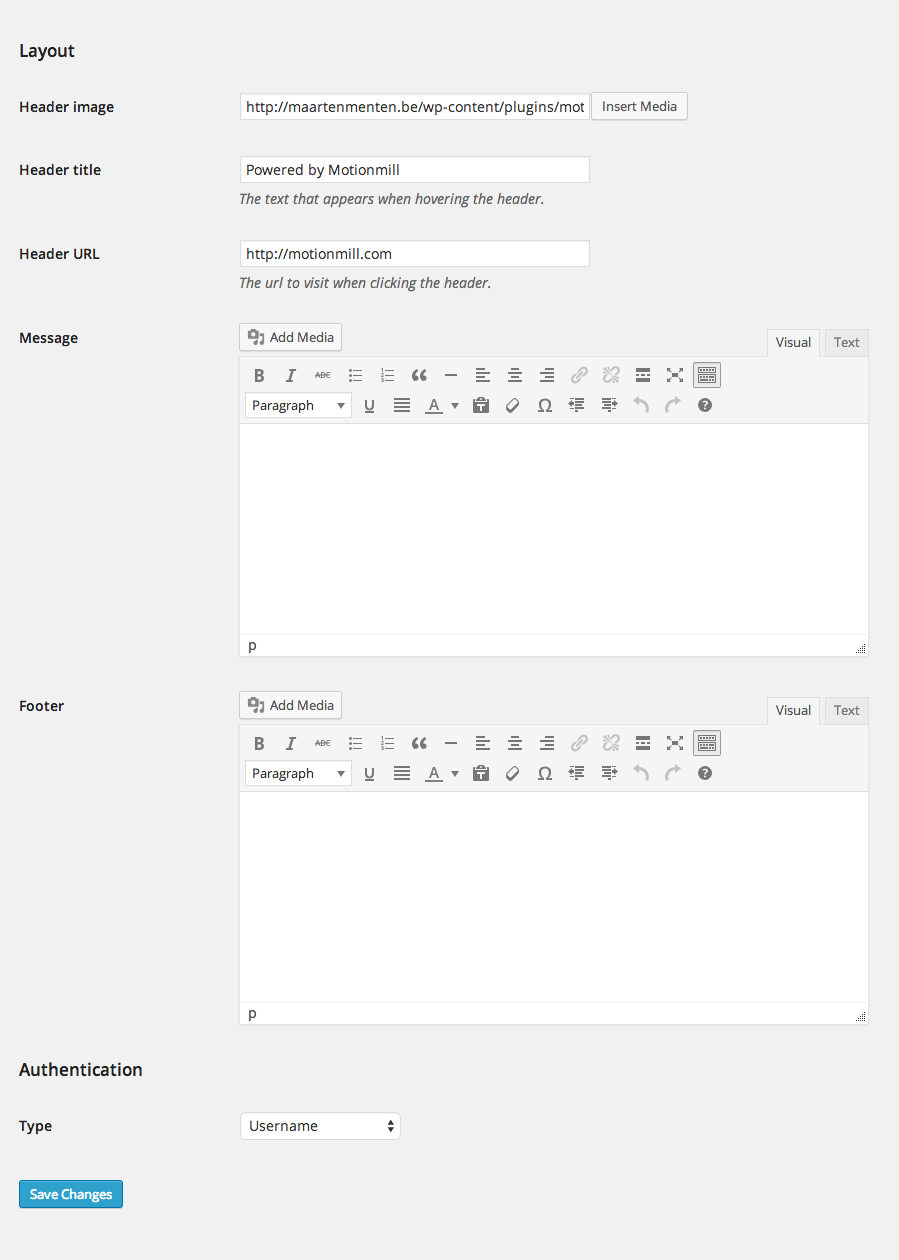 Layout
Header image http://maartenmenten.be/wp-content/plugins/mot Insert Media
Header title Powered by Motionmill
The text that appears when hovering the header.
Header URL http://motionmill.com
The url to visit when clicking the header.
Message Add Media Visual Text
B I ABC
Paragraph U A Ω ?
p
Footer Add Media Visual Text
B I ABC
Paragraph U A Ω ?
p
Authentication
Type Username
Save Changes